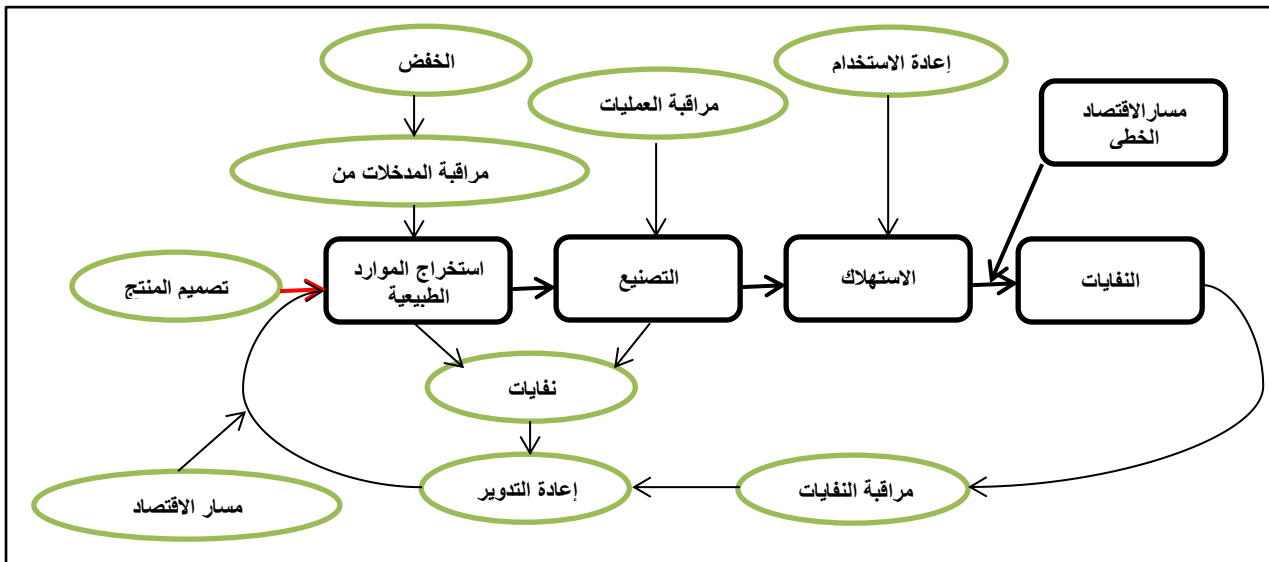 الخفض
إعادة الاستخدام
مراقبة العمليات
مسارالاقتصاد
الخطى
مراقبة المدخلات من
تصميم المنتج
استخراج الموارد
الطبيعية
التصنيع
الاستهلاك
النفايات
نفايات
مسار الاقتصاد
إعادة التدوير
مراقبة النفايات